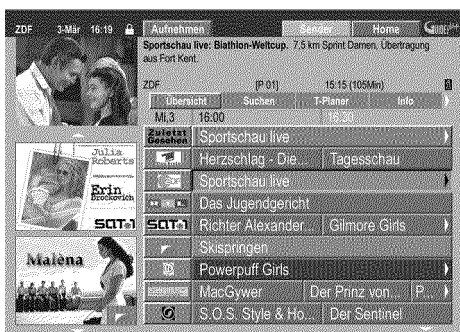 ZDF 3-Mär 16:19 Aufnehmen Sender Home
Sportschau live: Biathlon-Weltcup. 7,5 km Sprint Damen, Übertragung
aus Fort Kent.
ZDF [P 01] 15:15 (105Min)
Übersicht Suchen T-Planer Info
Mi,3 16:00 16:30
Zuletzt
Gesehen Sportschau live
Herzschlag - Die... Tagesschau
Sportschau live
Das Jugendgericht
SAT.1 Richter Alexander... Gilmore Girls
Skispringen
Powerpuff Girls
MacGywer Der Prinz von... P...
S.O.S. Style & Ho... Der Sentinel
Julia
Roberts
Erin
Brockovich
SAT.1
Malèna